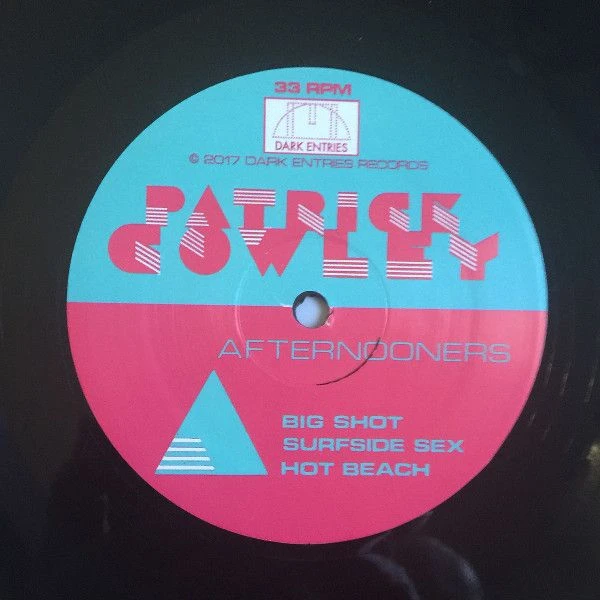 33 RPM
DARK ENTRIES
© 2017 DARK ENTRIES RECORDS
PATRICK
COWLEY
AFTERNOONERS
BIG SHOT
SURFSIDE SEX
HOT BEACH